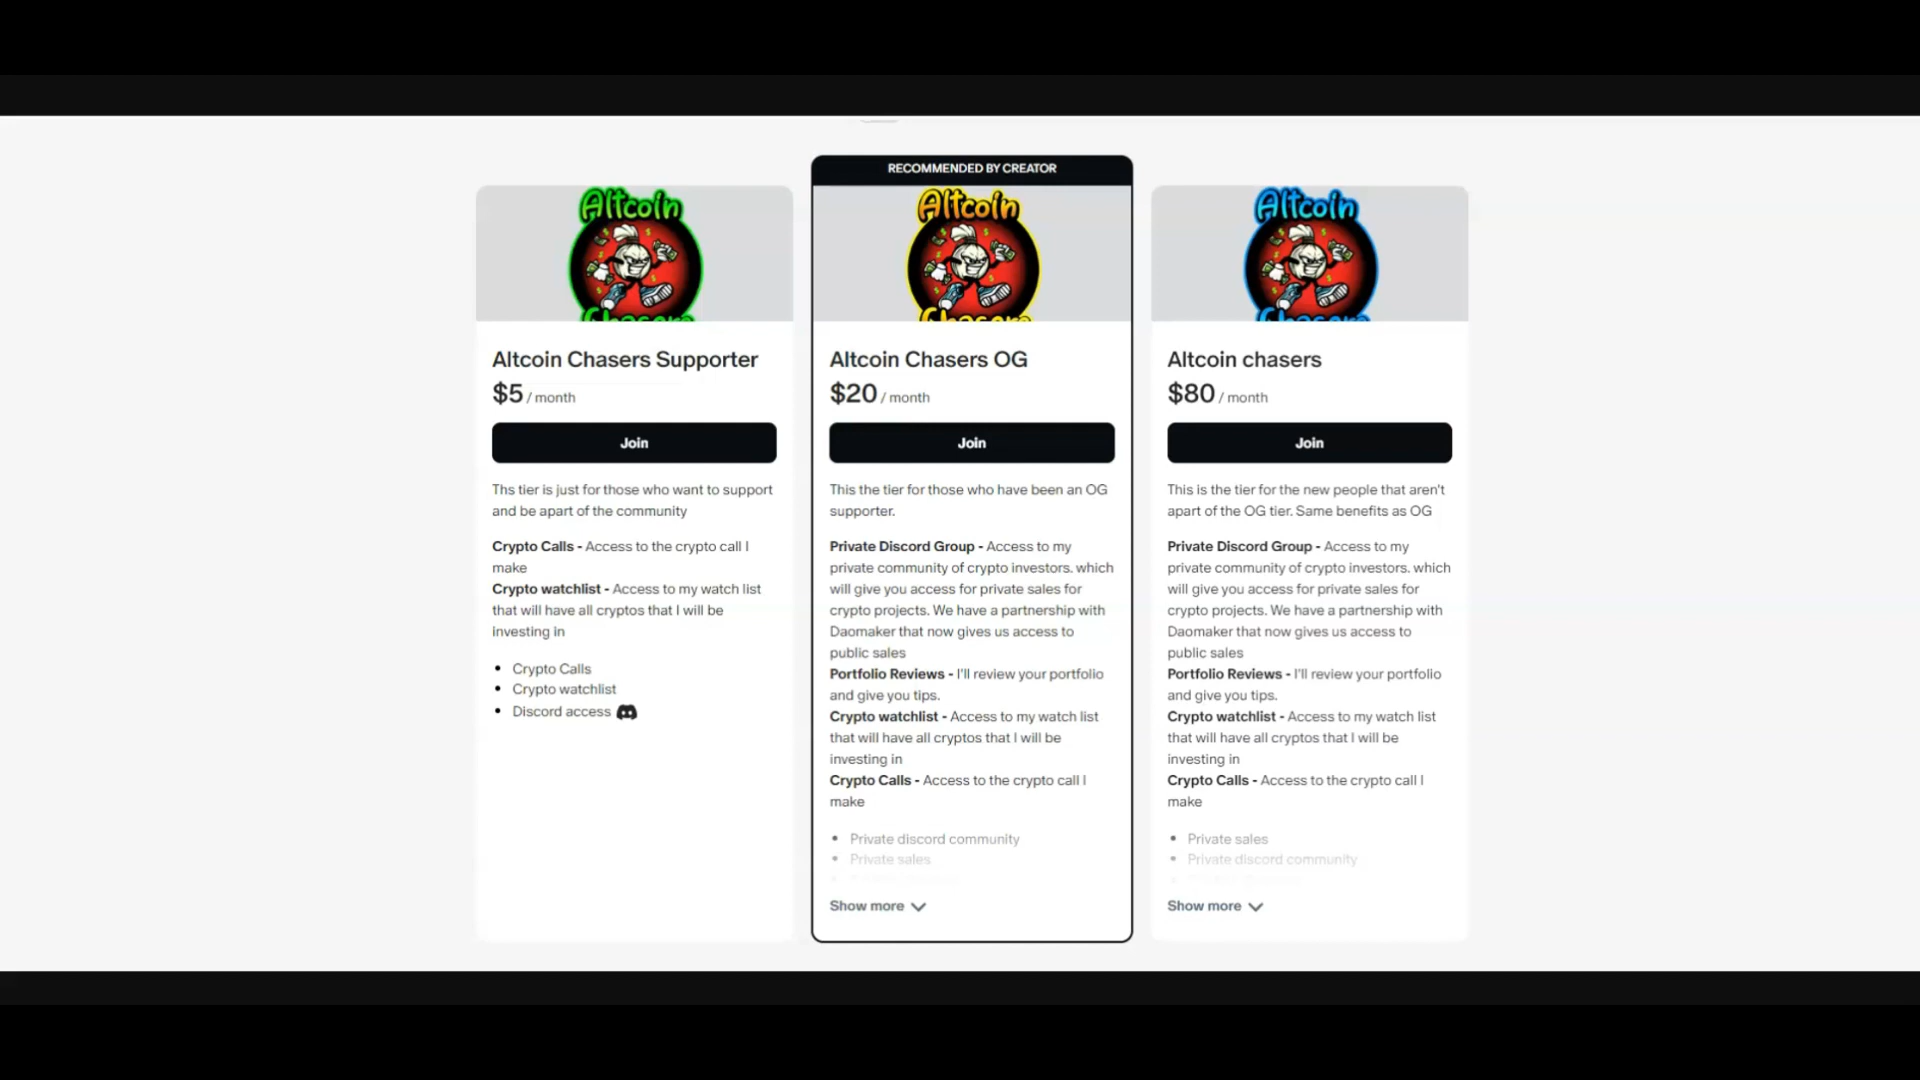 RECOMMENDED BY CREATOR
Altcoin
Chasers
Altcoin Chasers Supporter
$5 / month
Join
Ths tier is just for those who want to support
and be apart of the community
Crypto Calls - Access to the crypto call I
make
Crypto watchlist - Access to my watch list
that will have all cryptos that I will be
investing in
• Crypto Calls
• Crypto watchlist
• Discord access
Altcoin
Chasers
Altcoin Chasers OG
$20 / month
Join
This the tier for those who have been an OG
supporter.
Private Discord Group - Access to my
private community of crypto investors. which
will give you access for private sales for
crypto projects. We have a partnership with
Daomaker that now gives us access to
public sales
Portfolio Reviews - I'll review your portfolio
and give you tips.
Crypto watchlist - Access to my watch list
that will have all cryptos that I will be
investing in
Crypto Calls - Access to the crypto call I
make
• Private discord community
• Private sales
Show more
Altcoin
Chasers
Altcoin chasers
$80 / month
Join
This is the tier for the new people that aren't
apart of the OG tier. Same benefits as OG
Private Discord Group - Access to my
private community of crypto investors. which
will give you access for private sales for
crypto projects. We have a partnership with
Daomaker that now gives us access to
public sales
Portfolio Reviews - I'll review your portfolio
and give you tips.
Crypto watchlist - Access to my watch list
that will have all cryptos that I will be
investing in
Crypto Calls - Access to the crypto call I
make
• Private sales
• Private discord community
Show more